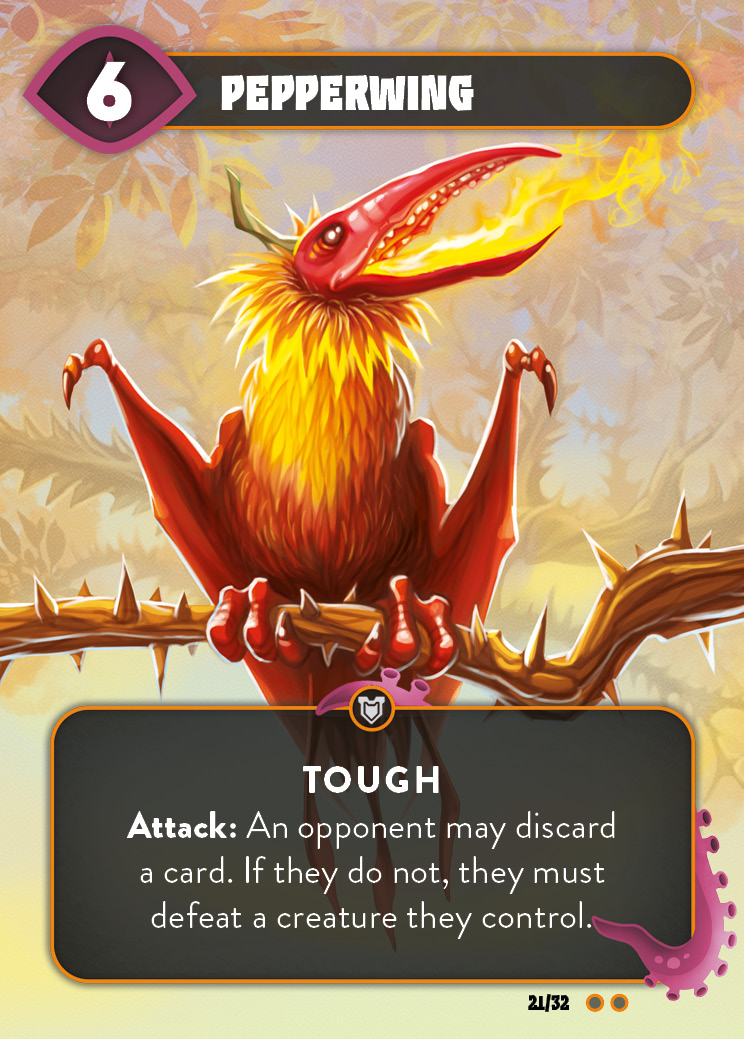 6
PEPPERWING
TOUGH
Attack: An opponent may discard
a card. If they do not, they must
defeat a creature they control.
21/32